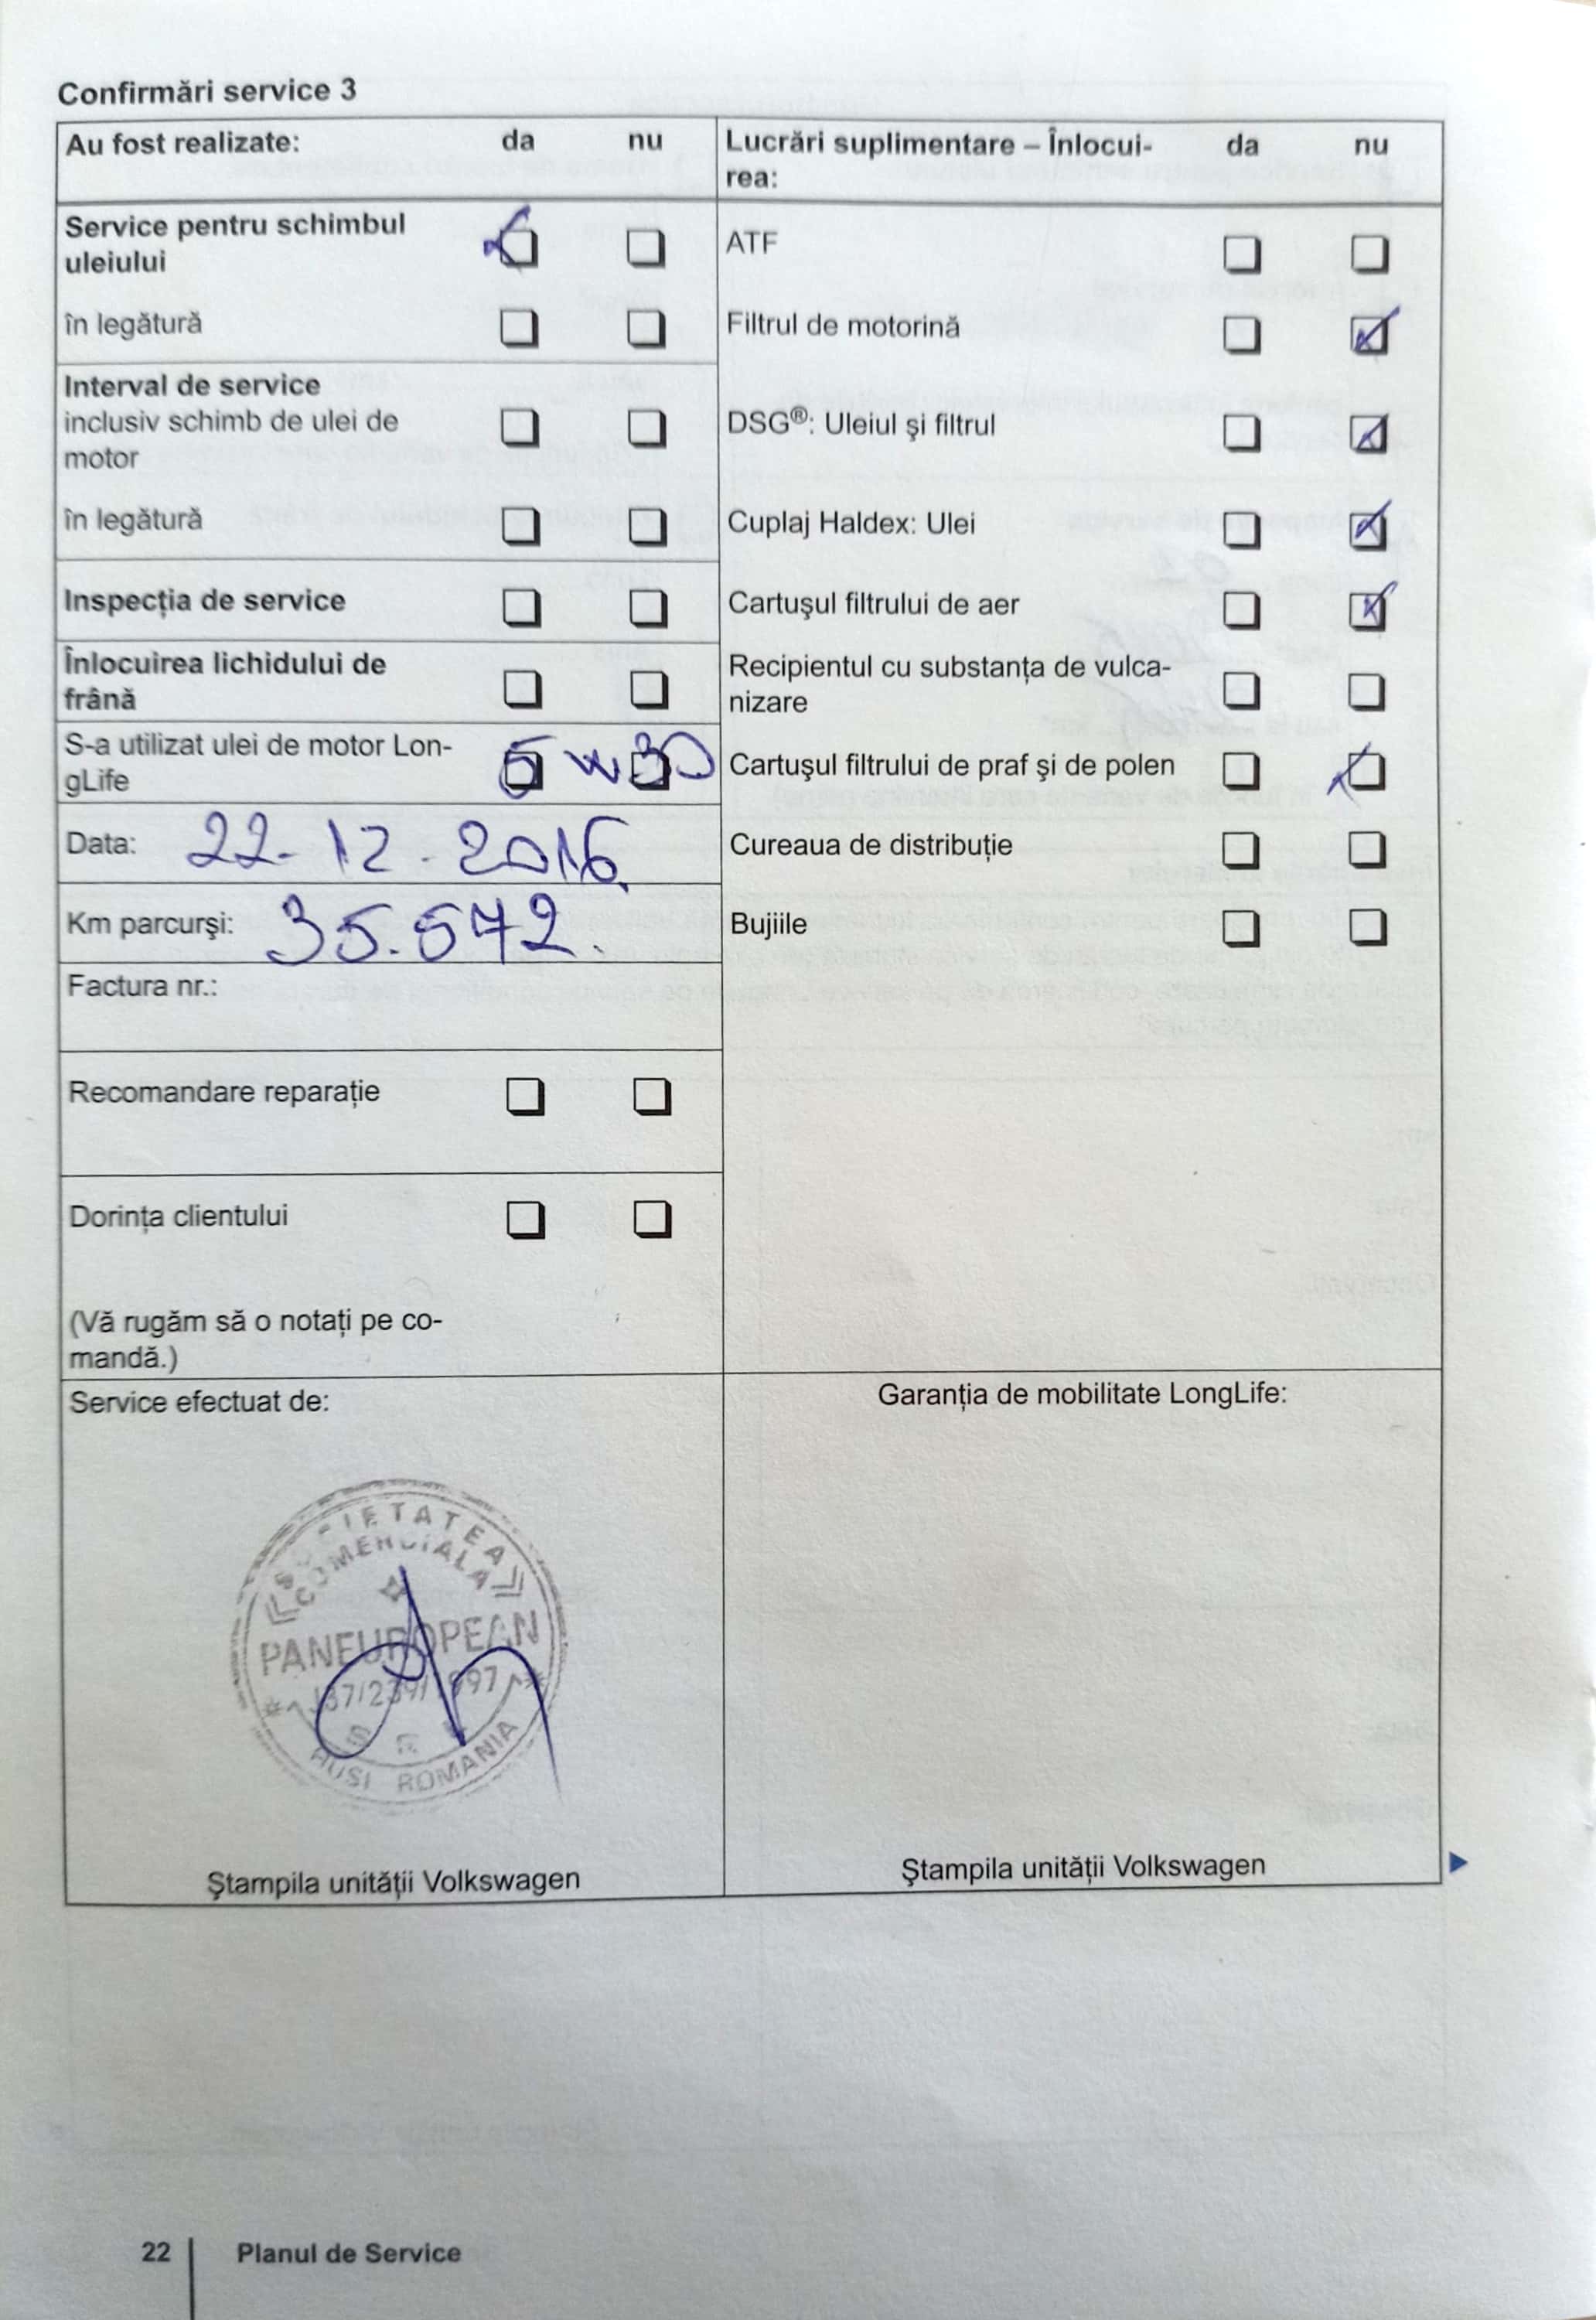 Confirmări service 3
Au fost realizate: da nu
Service pentru schimbul
uleiului
în legătură
Interval de service
inclusiv schimb de ulei de
motor
în legătură
Inspecția de service
Înlocuirea lichidului de
frână
S-a utilizat ulei de motor Lon-
gLife
5w30
Data: 22-12-2016.
Km parcurși: 35.572.
Factura nr.:
Recomandare reparație
Dorința clientului
(Vă rugăm să o notați pe co-
mandă.)
Lucrări suplimentare – Înlocui-
rea: da nu
ATF
Filtrul de motorină
DSG®: Uleiul şi filtrul
Cuplaj Haldex: Ulei
Cartuşul filtrului de aer
Recipientul cu substanța de vulca-
nizare
Cartuşul filtrului de praf şi de polen
Cureaua de distribuție
Bujiile
Service efectuat de:
SOCIETATEA
COMERCIALA
PANEUROPEAN
J37/239/1997
HUSI ROMANIA
Ştampila unității Volkswagen
Garanția de mobilitate LongLife:
Ştampila unității Volkswagen
22 Planul de Service